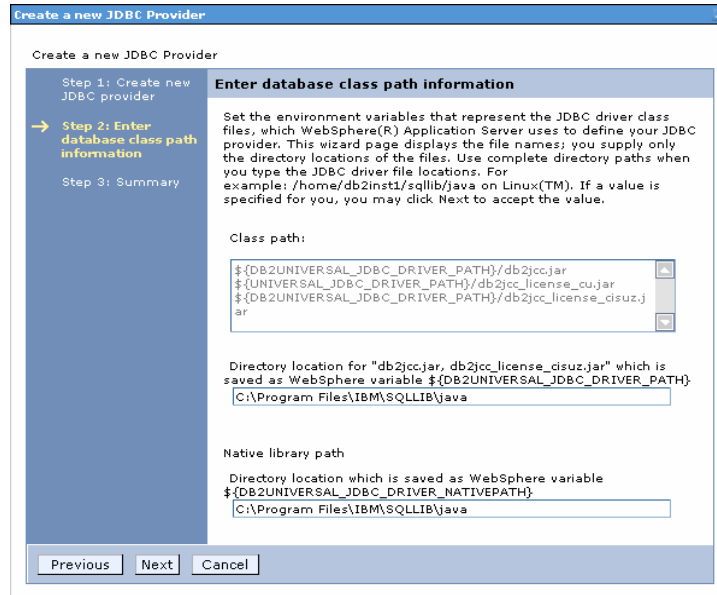 Create a new JDBC Provider
Create a new JDBC Provider
Step 1: Create new
JDBC provider
Step 2: Enter
database class path
information
Step 3: Summary
Enter database class path information
Set the environment variables that represent the JDBC driver class
files, which WebSphere(R) Application Server uses to define your JDBC
provider. This wizard page displays the file names; you supply only
the directory locations of the files. Use complete directory paths when
you type the JDBC driver file locations. For
example: /home/db2inst1/sqllib/java on Linux(TM). If a value is
specified for you, you may click Next to accept the value.
Class path:
${DB2UNIVERSAL_JDBC_DRIVER_PATH}/db2jcc.jar
${UNIVERSAL_JDBC_DRIVER_PATH}/db2jcc_license_cu.jar
${DB2UNIVERSAL_JDBC_DRIVER_PATH}/db2jcc_license_cisuz.j
ar
Directory location for "db2jcc.jar, db2jcc_license_cisuz.jar" which is
saved as WebSphere variable ${DB2UNIVERSAL_JDBC_DRIVER_PATH}
C:\Program Files\IBM\SQLLIB\java
Native library path
Directory location which is saved as WebSphere variable
${DB2UNIVERSAL_JDBC_DRIVER_NATIVEPATH}
C:\Program Files\IBM\SQLLIB\java
Previous Next Cancel